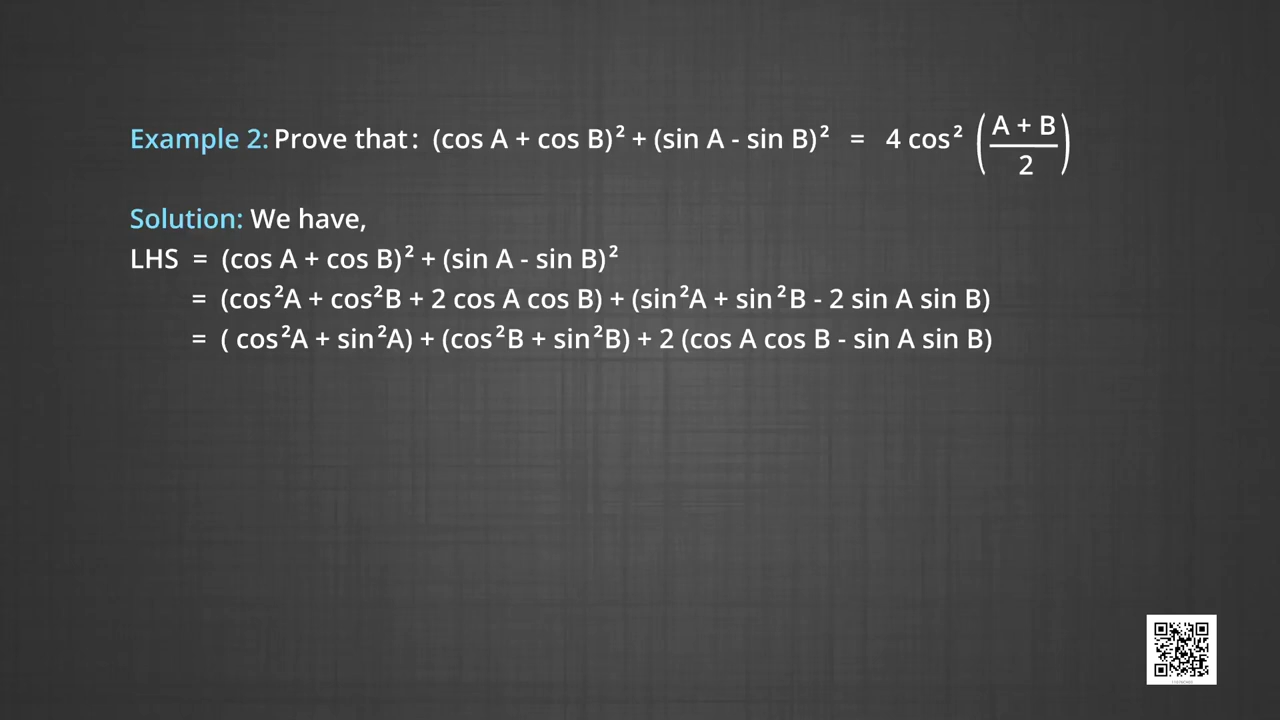 Example 2: Prove that: (cos A + cos B)² + (sin A - sin B)² = 4 cos² ((A + B)/2)
Solution: We have,
LHS = (cos A + cos B)² + (sin A - sin B)²
= (cos²A + cos²B + 2 cos A cos B) + (sin²A + sin²B - 2 sin A sin B)
= ( cos²A + sin²A) + (cos²B + sin²B) + 2 (cos A cos B - sin A sin B)